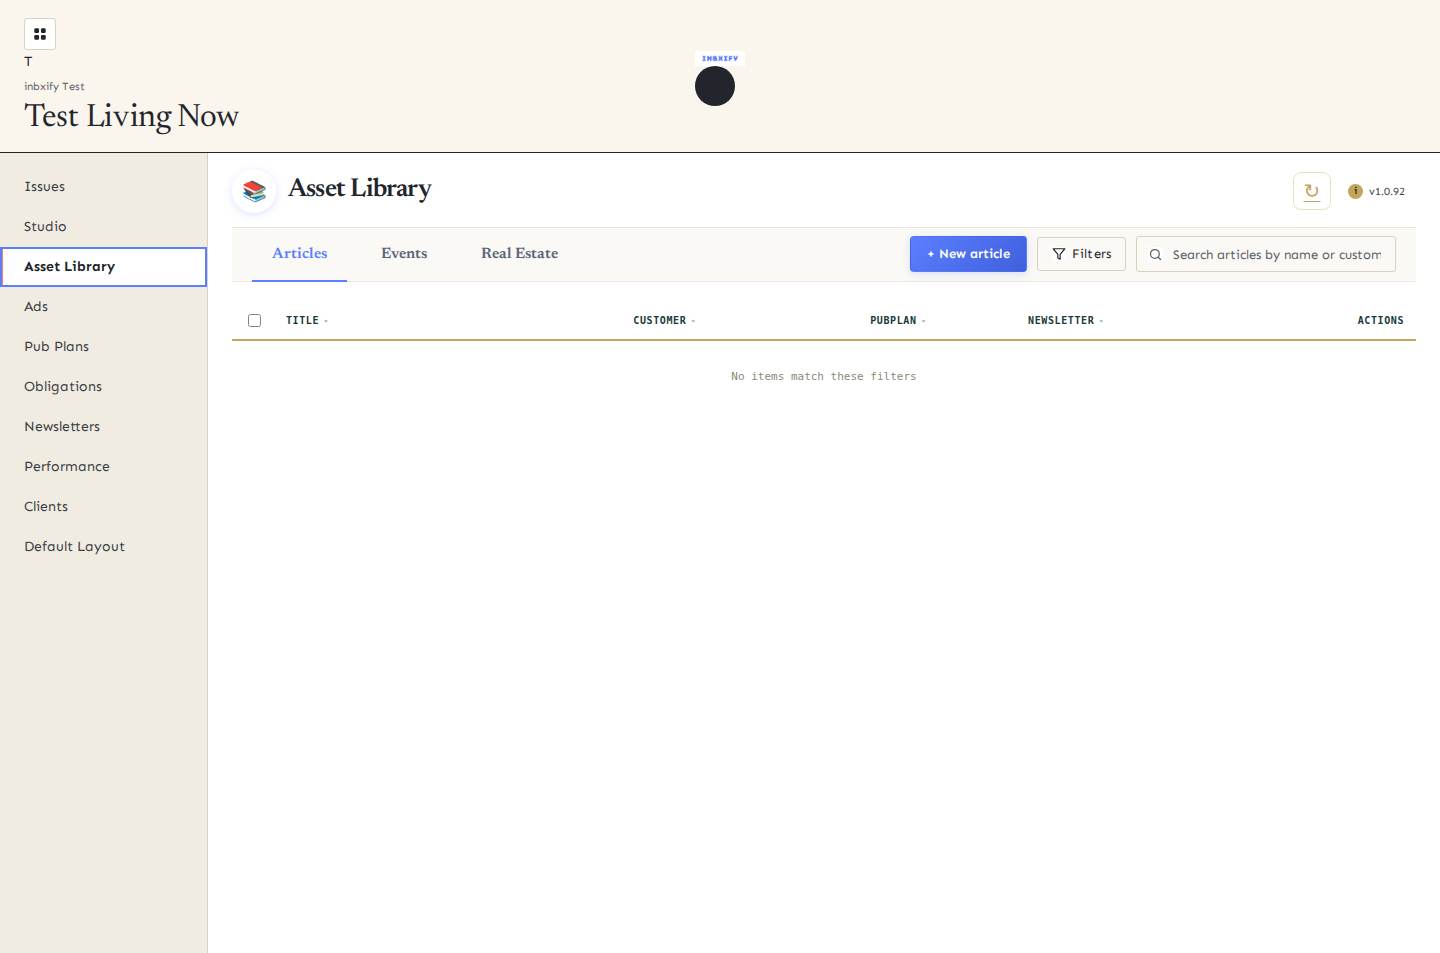 T
inbxify Test
Test Living Now
INBXIFY
Issues
Studio
Asset Library
Ads
Pub Plans
Obligations
Newsletters
Performance
Clients
Default Layout
Asset Library
↻
i v1.0.92
Articles Events Real Estate
+ New article
Filters
Search articles by name or custom
TITLE CUSTOMER PUBPLAN NEWSLETTER ACTIONS
No items match these filters